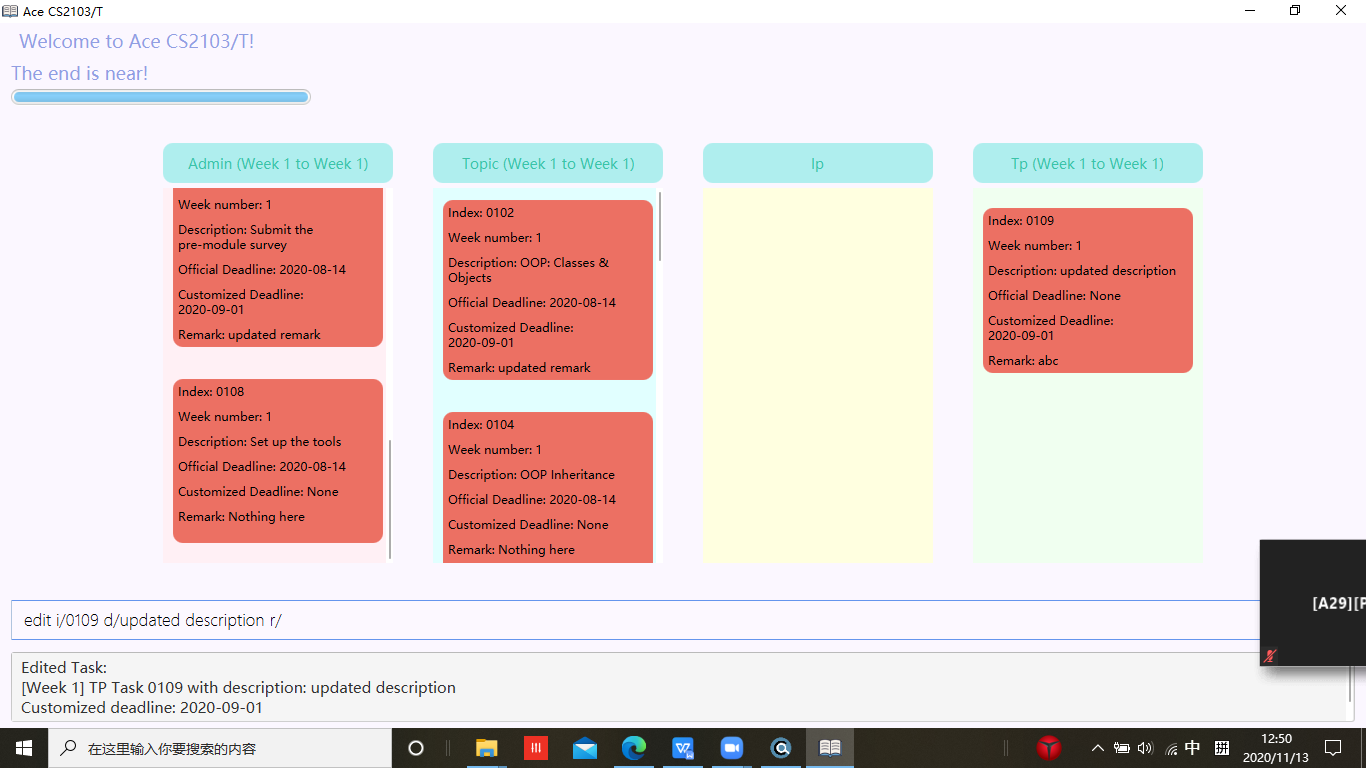 Ace CS2103/T
Welcome to Ace CS2103/T!
The end is near!
Admin (Week 1 to Week 1)
Week number: 1
Description: Submit the
pre-module survey
Official Deadline: 2020-08-14
Customized Deadline:
2020-09-01
Remark: updated remark
Index: 0108
Week number: 1
Description: Set up the tools
Official Deadline: 2020-08-14
Customized Deadline: None
Remark: Nothing here
Topic (Week 1 to Week 1)
Index: 0102
Week number: 1
Description: OOP: Classes &
Objects
Official Deadline: 2020-08-14
Customized Deadline:
2020-09-01
Remark: updated remark
Index: 0104
Week number: 1
Description: OOP Inheritance
Official Deadline: 2020-08-14
Customized Deadline: None
Remark: Nothing here
Ip
Tp (Week 1 to Week 1)
Index: 0109
Week number: 1
Description: updated description
Official Deadline: None
Customized Deadline:
2020-09-01
Remark: abc
[A29][P
edit i/0109 d/updated description r/
Edited Task:
[Week 1] TP Task 0109 with description: updated description
Customized deadline: 2020-09-01
在这里输入你要搜索的内容
中
拼
12:50
2020/11/13